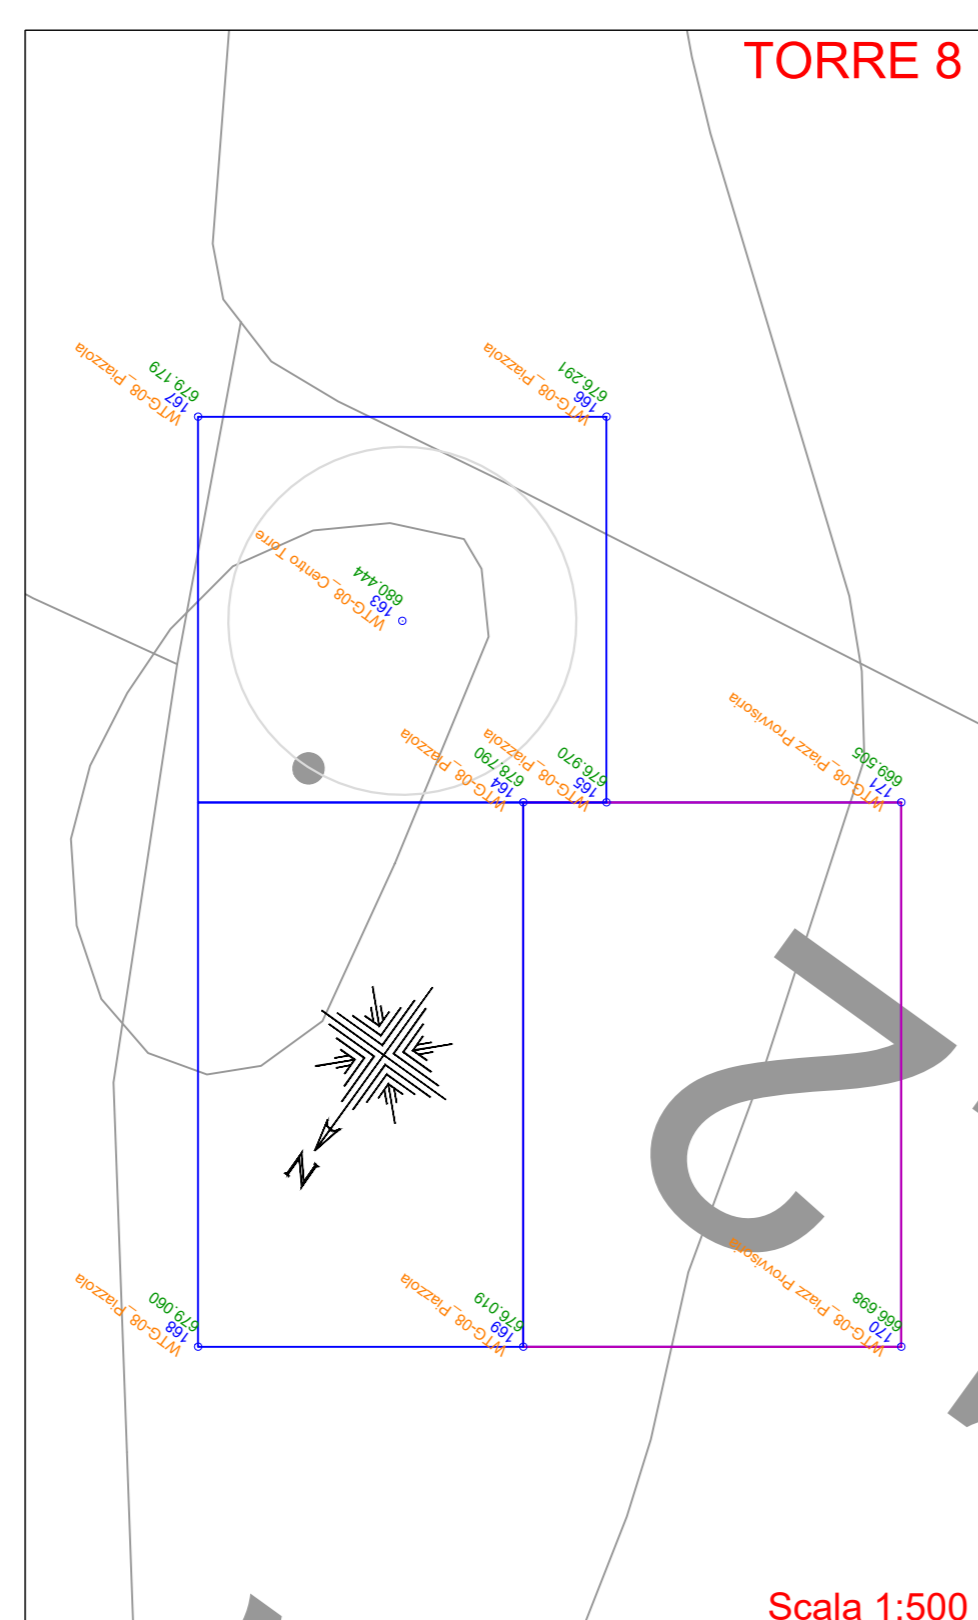 TORRE 8
679.179
167
WTG-08_Piazzola
676.291
166
WTG-08_Piazzola
680.444
163
WTG-08_Centro Torre
678.790
164
WTG-08_Piazzola
676.970
165
WTG-08_Piazzola
669.505
171
WTG-08_Piazz Provvisoria
N
2
679.060
168
WTG-08_Piazzola
676.019
169
WTG-08_Piazzola
666.698
170
WTG-08_Piazz Provvisoria
Scala 1:500